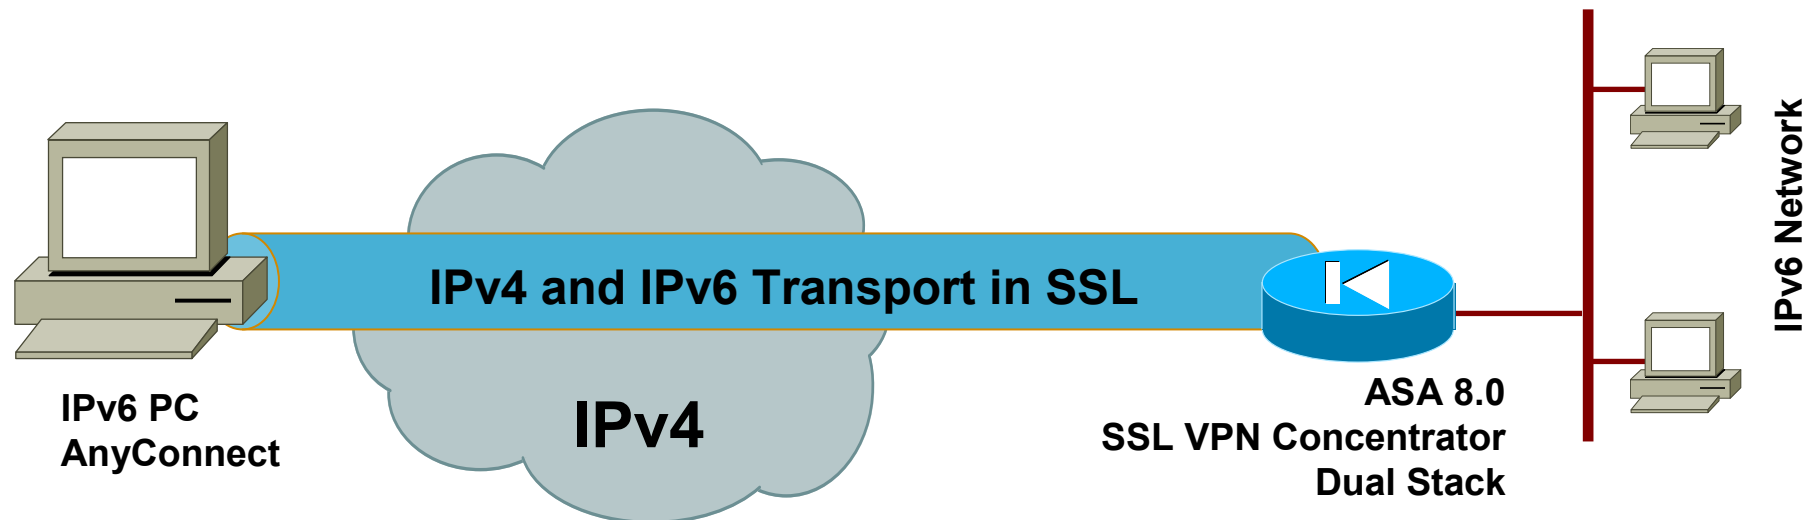 IPv4 and IPv6 Transport in SSL
IPv4
IPv6 PC
AnyConnect
ASA 8.0
SSL VPN Concentrator
Dual Stack
IPv6 Network